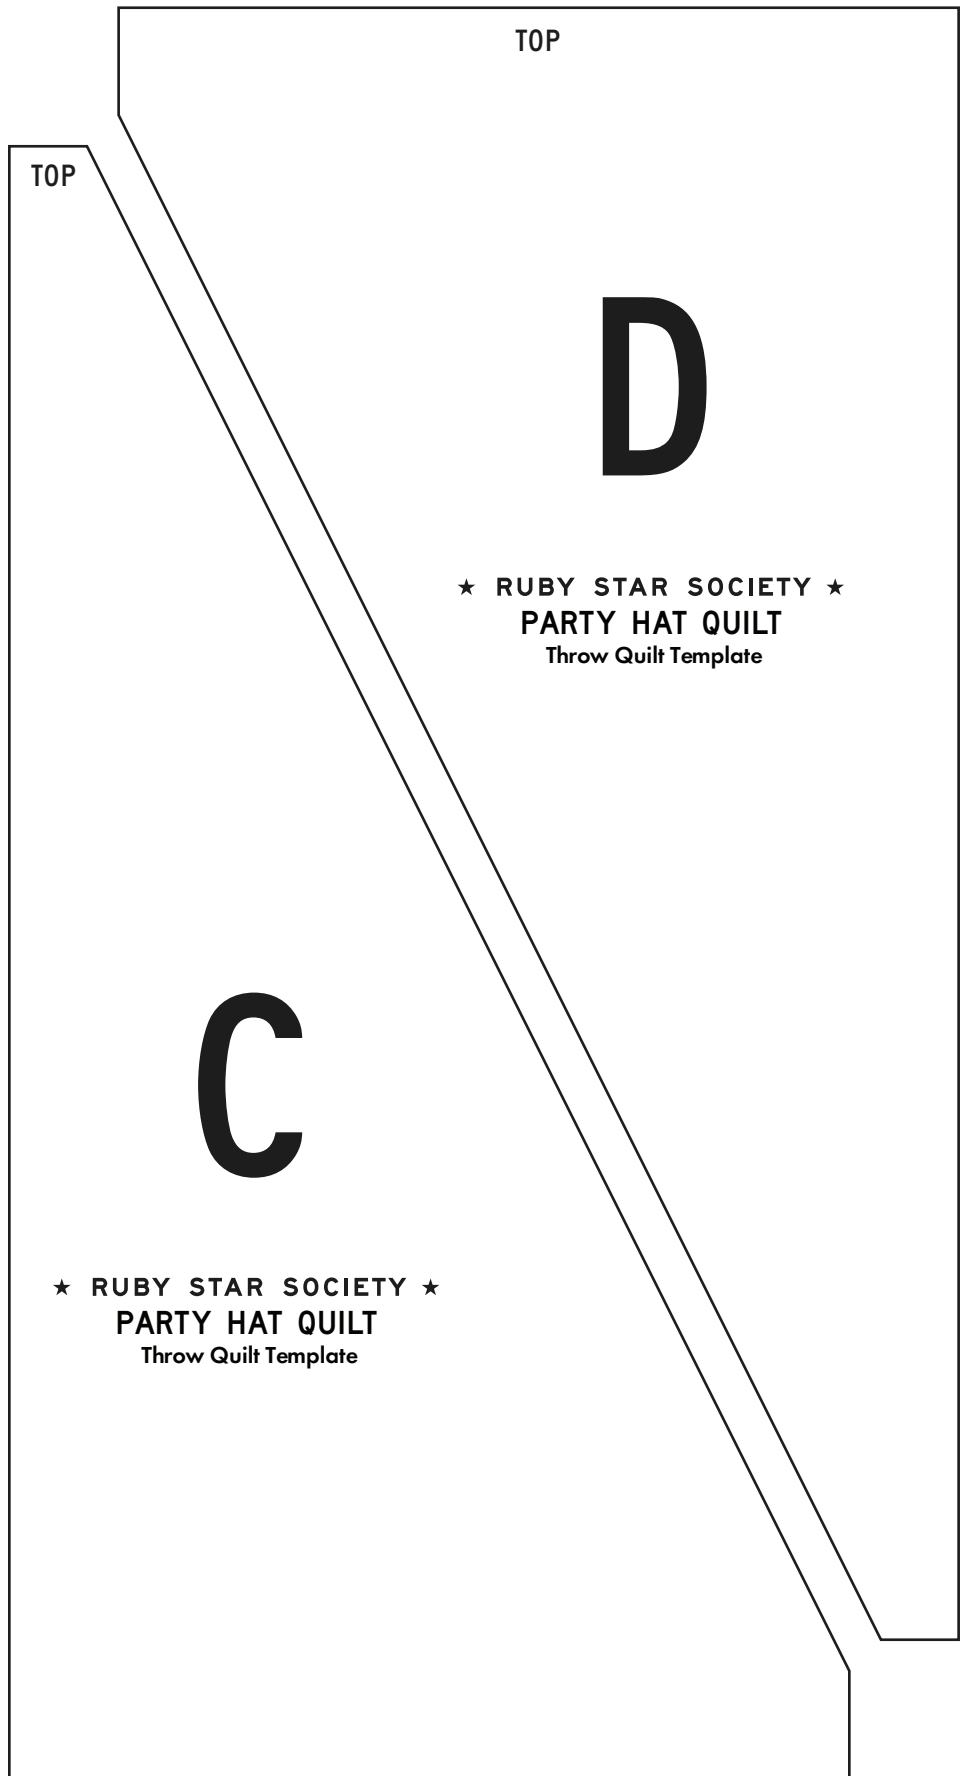 TOP
D
★ RUBY STAR SOCIETY ★
PARTY HAT QUILT
Throw Quilt Template
TOP
C
★ RUBY STAR SOCIETY ★
PARTY HAT QUILT
Throw Quilt Template